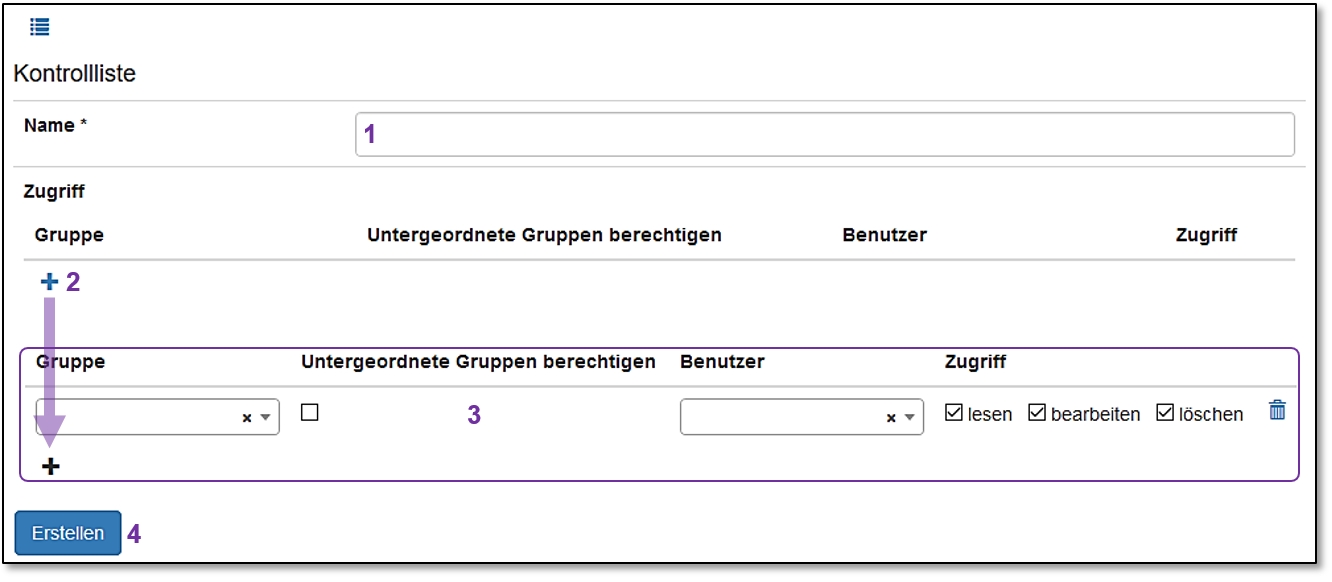 Kontrollliste
Name *
1
Zugriff
Gruppe Untergeordnete Gruppen berechtigen Benutzer Zugriff
2
Gruppe Untergeordnete Gruppen berechtigen Benutzer Zugriff
3 lesen bearbeiten löschen
Erstellen 4